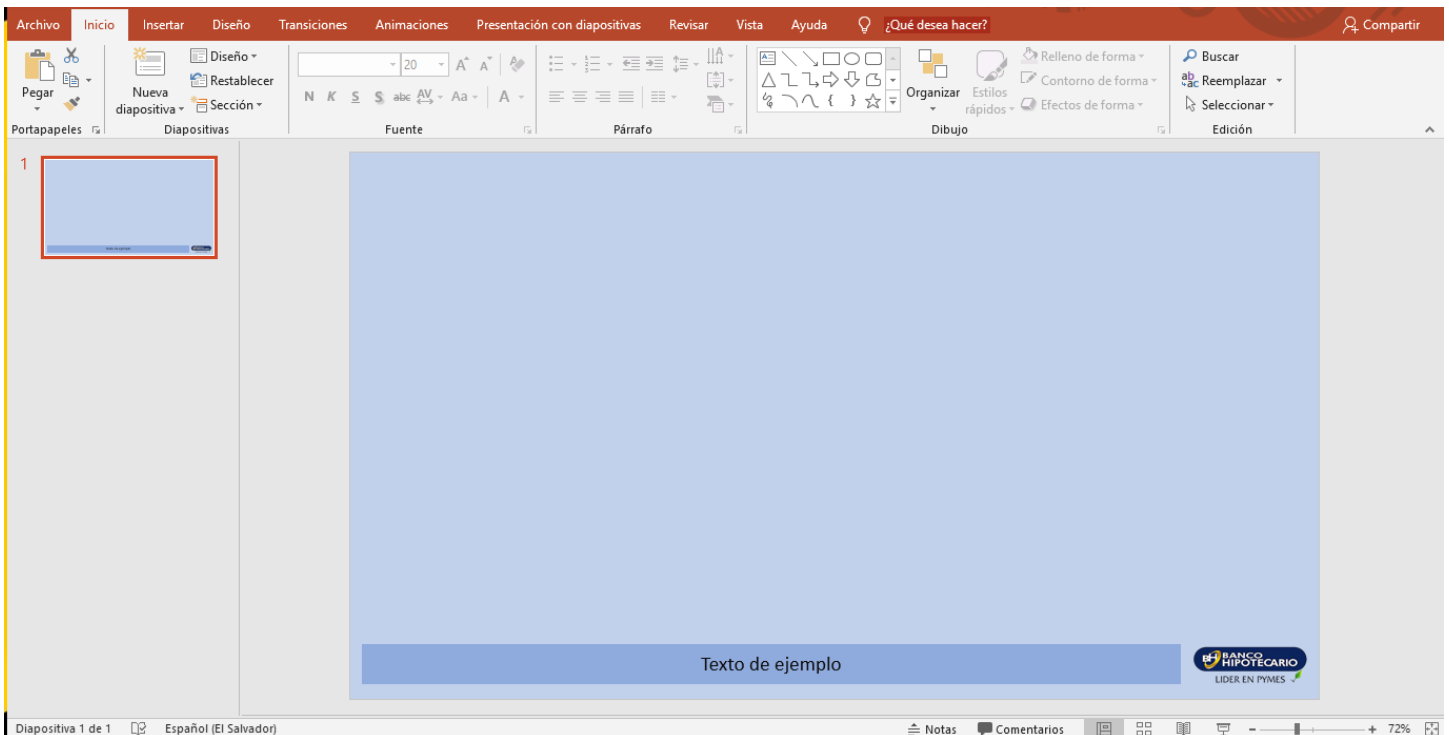 Archivo Inicio Insertar Diseño Transiciones Animaciones Presentación con diapositivas Revisar Vista Ayuda ¿Qué desea hacer? Compartir
Pegar
Portapapeles
Nueva
diapositiva
Diseño
Restablecer
Sección
Diapositivas
20 A A
N K S S abc AV Aa A
Fuente
Párrafo
Organizar
Estilos
rápidos
Relleno de forma
Contorno de forma
Efectos de forma
Dibujo
Buscar
Reemplazar
Seleccionar
Edición
1
Texto de ejemplo
BH BANCO
HIPOTECARIO
LIDER EN PYMES
Diapositiva 1 de 1 Español (El Salvador) Notas Comentarios 72%